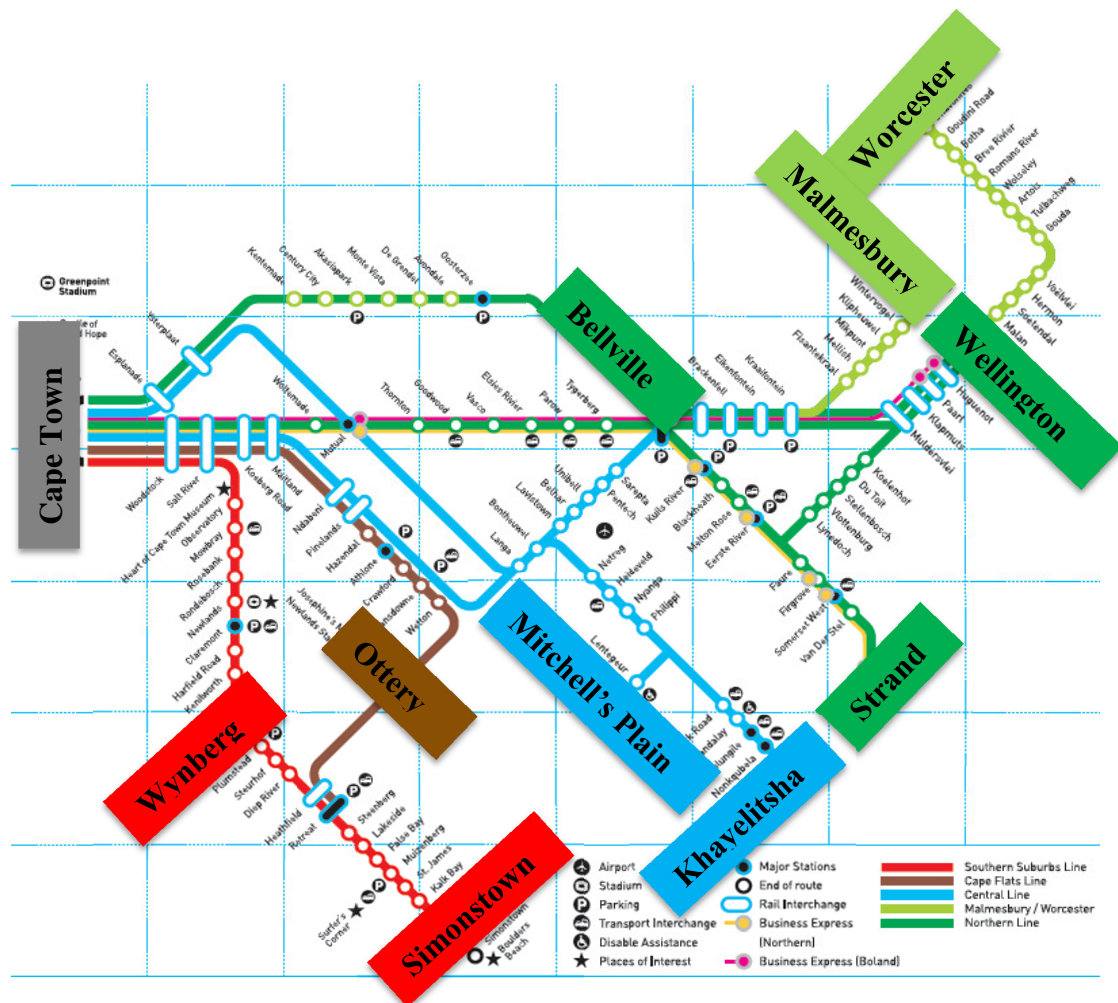 Worcester
Goudini Road
Botha
Bree Rivier
Romans River
Wolseley
Artois
Tulbachweg
Gouda
Voëlvlei
Hermon
Soetendal
Malan
Malmesbury
Wintervogel
Klipheuwel
Mikpunt
Mellish
Fisantekraal
Wellington
Huguenot
Paarl
Klapmuts
Muldersvlei
Koelenhof
Du Toit
Stellenbosch
Vlottenburg
Lynedoch
Greenpoint
Stadium
Hope
Cape Town
Esplanade
Ysterplaat
Kentemade
Century City
Akasiapark
Monte Vista
De Grendel
Avondale
Oosterzee
Bellville
Brackenfell
Eikenfontein
Kraaifontein
Woltemade
Mutual
Thornton
Goodwood
Vasco
Elsies River
Parow
Tygerberg
Woodstock
Salt River
Koeberg Road
Maitland
Ndabeni
Pinelands
Hazendal
Athlone
Crawford
Lansdowne
Wetton
Ottery
Heart of Cape Town Museum
Observatory
Mowbray
Rosebank
Rondebosch
Newlands
Claremont
Harfield Road
Kenilworth
Wynberg
Plumstead
Steurhof
Diep River
Heathfield
Retreat
Steenberg
Lakeside
False Bay
Muizenberg
St. James
Kalk Bay
Surfer's
Corner
Simonstown
Simonstown
Boulders
Beach
Langa
Bonteheuwel
Lavistown
Belhar
Unibell
Pentech
Sarepta
Netreg
Heideveld
Nyanga
Philippi
Lentegeur
Mitchell's Plain
Nonkqubela
Khayelitsha
Kuils River
Blackheath
Melton Rose
Eerste River
Faure
Firgrove
Somerset West
Van Der Stel
Strand
Airport
Stadium
Parking
Transport Interchange
Disable Assistance
Places of Interest
Major Stations
End of route
Rail Interchange
Business Express
(Northern)
Business Express (Boland)
Southern Suburbs Line
Cape Flats Line
Central Line
Malmesbury / Worcester
Northern Line